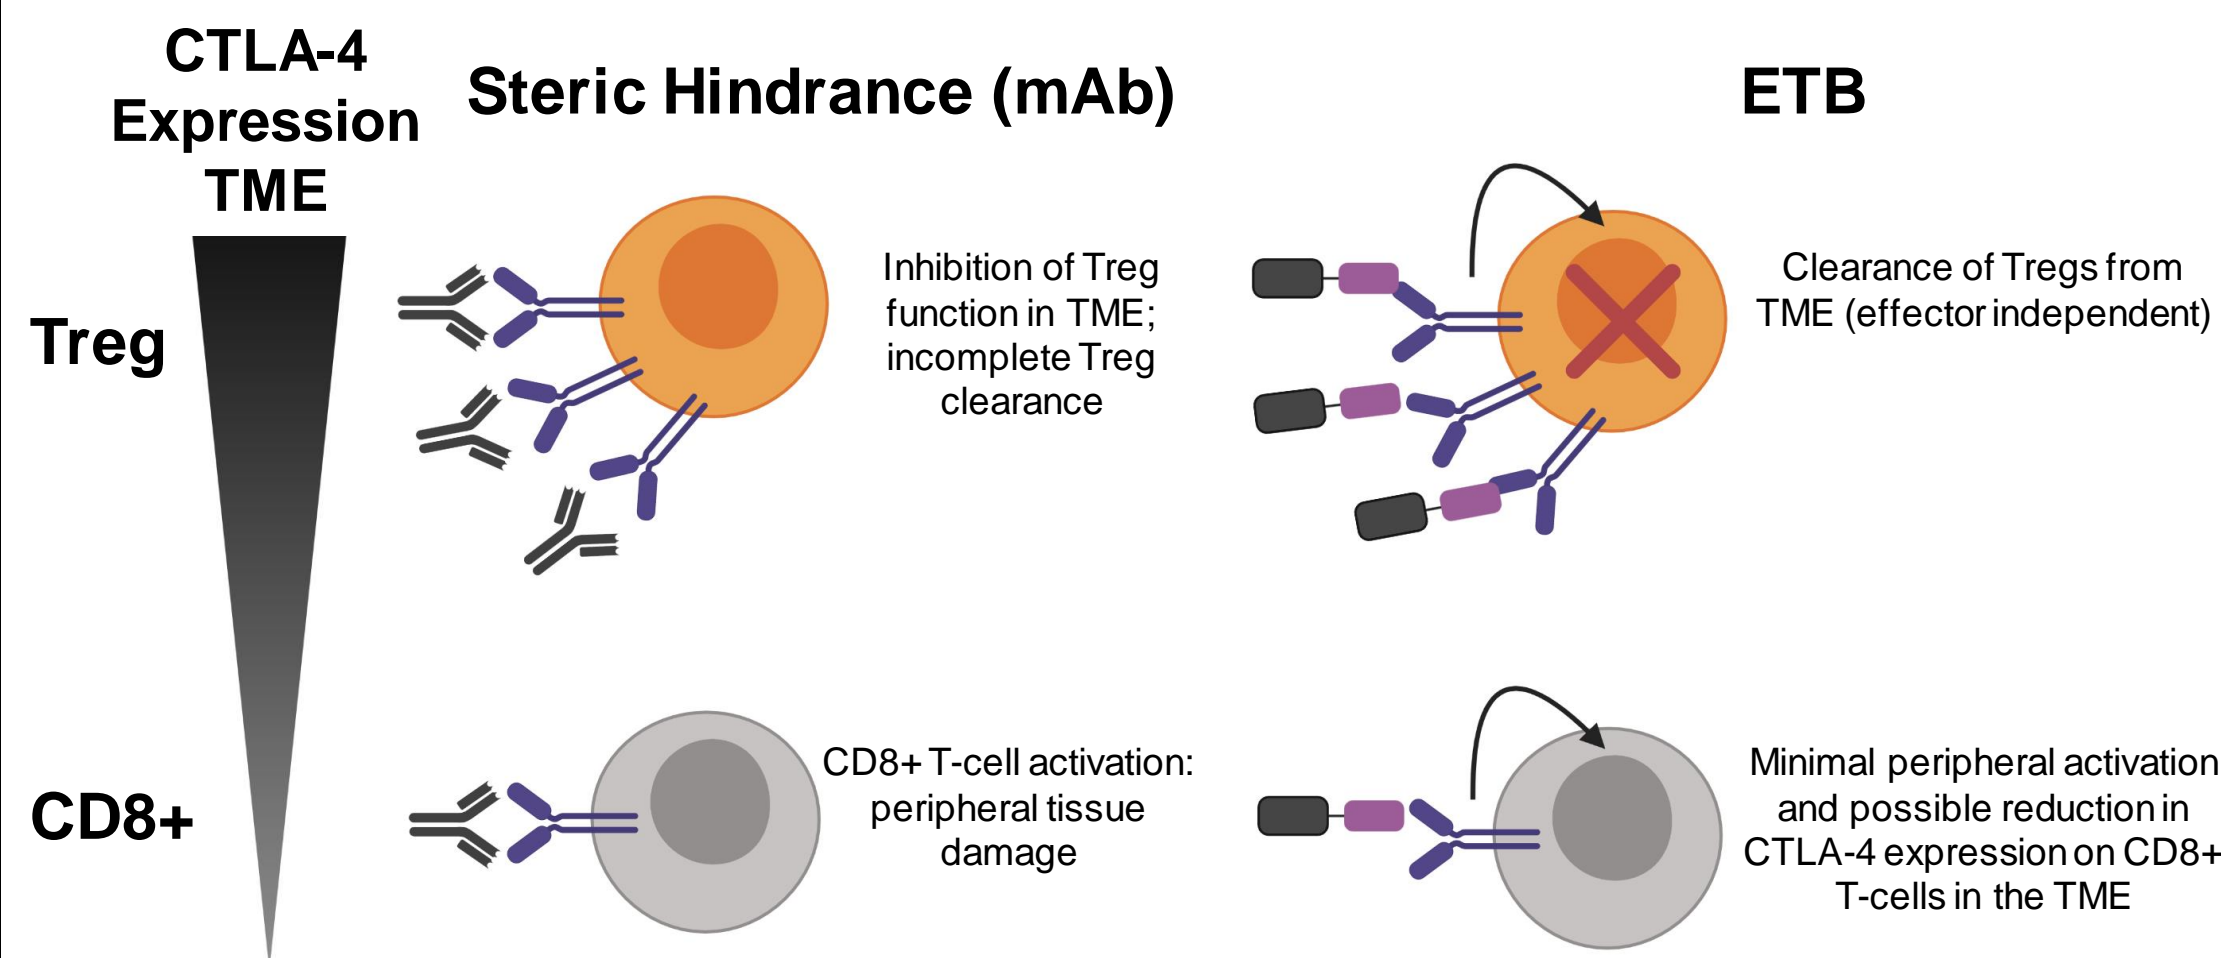 CTLA-4
Expression
TME
Steric Hindrance (mAb)
ETB
Treg
Inhibition of Treg
function in TME;
incomplete Treg
clearance
Clearance of Tregs from
TME (effector independent)
CD8+
CD8+ T-cell activation:
peripheral tissue
damage
Minimal peripheral activation
and possible reduction in
CTLA-4 expression on CD8+
T-cells in the TME